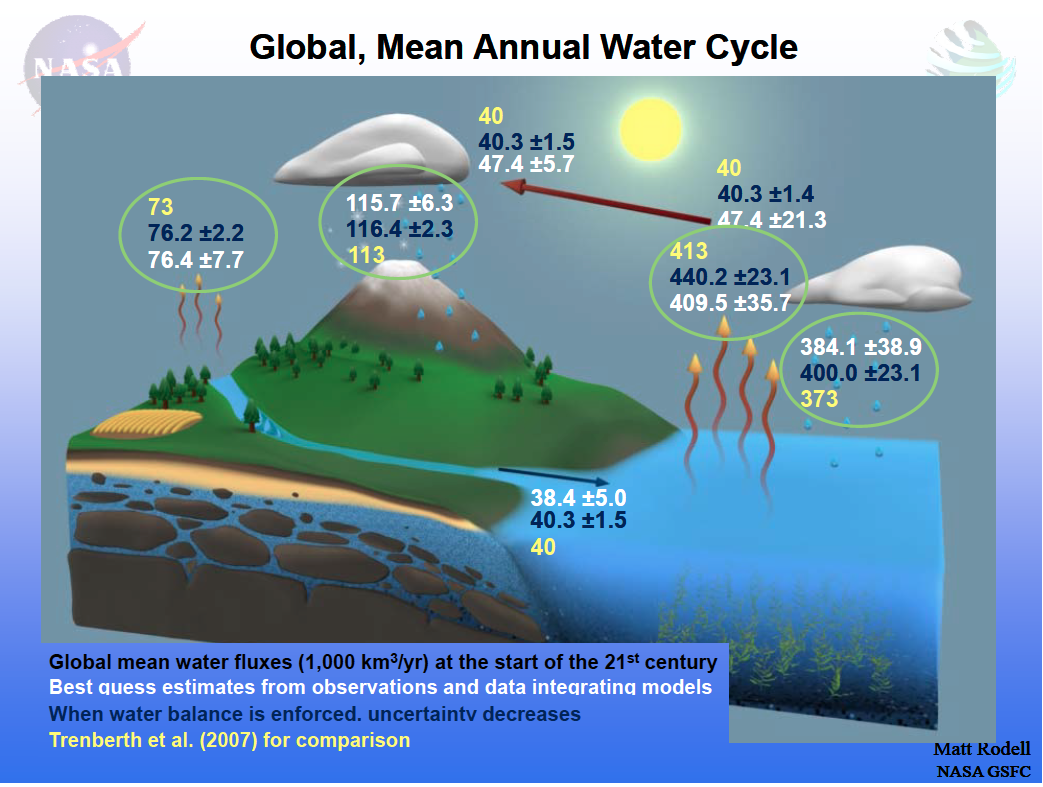 NASA
Global, Mean Annual Water Cycle
40
40.3 ±1.5
47.4 ±5.7
40
40.3 ±1.4
47.4 ±21.3
73
76.2 ±2.2
76.4 ±7.7
115.7 ±6.3
116.4 ±2.3
113
413
440.2 ±23.1
409.5 ±35.7
384.1 ±38.9
400.0 ±23.1
373
38.4 ±5.0
40.3 ±1.5
40
Global mean water fluxes (1,000 km³/yr) at the start of the 21ˢᵗ century
Best guess estimates from observations and data integrating models
When water balance is enforced, uncertainty decreases
Trenberth et al. (2007) for comparison
Matt Rodell
NASA GSFC